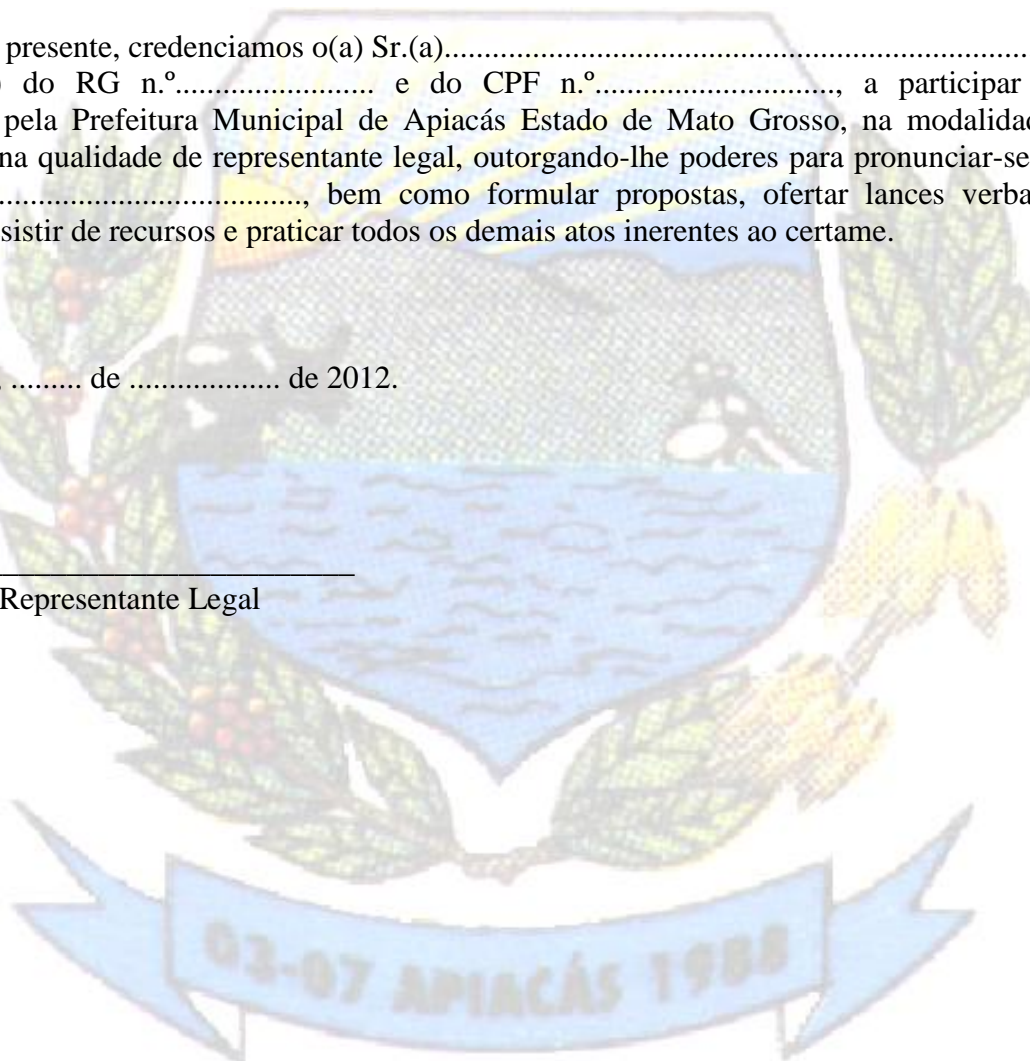 presente, credenciamos o(a) Sr.(a)........................................................................
do RG n.º......................... e do CPF n.º.............................., a participar
pela Prefeitura Municipal de Apiacás Estado de Mato Grosso, na modalidad
na qualidade de representante legal, outorgando-lhe poderes para pronunciar-se
......................................, bem como formular propostas, ofertar lances verba
sistir de recursos e praticar todos os demais atos inerentes ao certame.
, ......... de ................... de 2012.
_______________________
Representante Legal
03-07 APIACÁS 1988